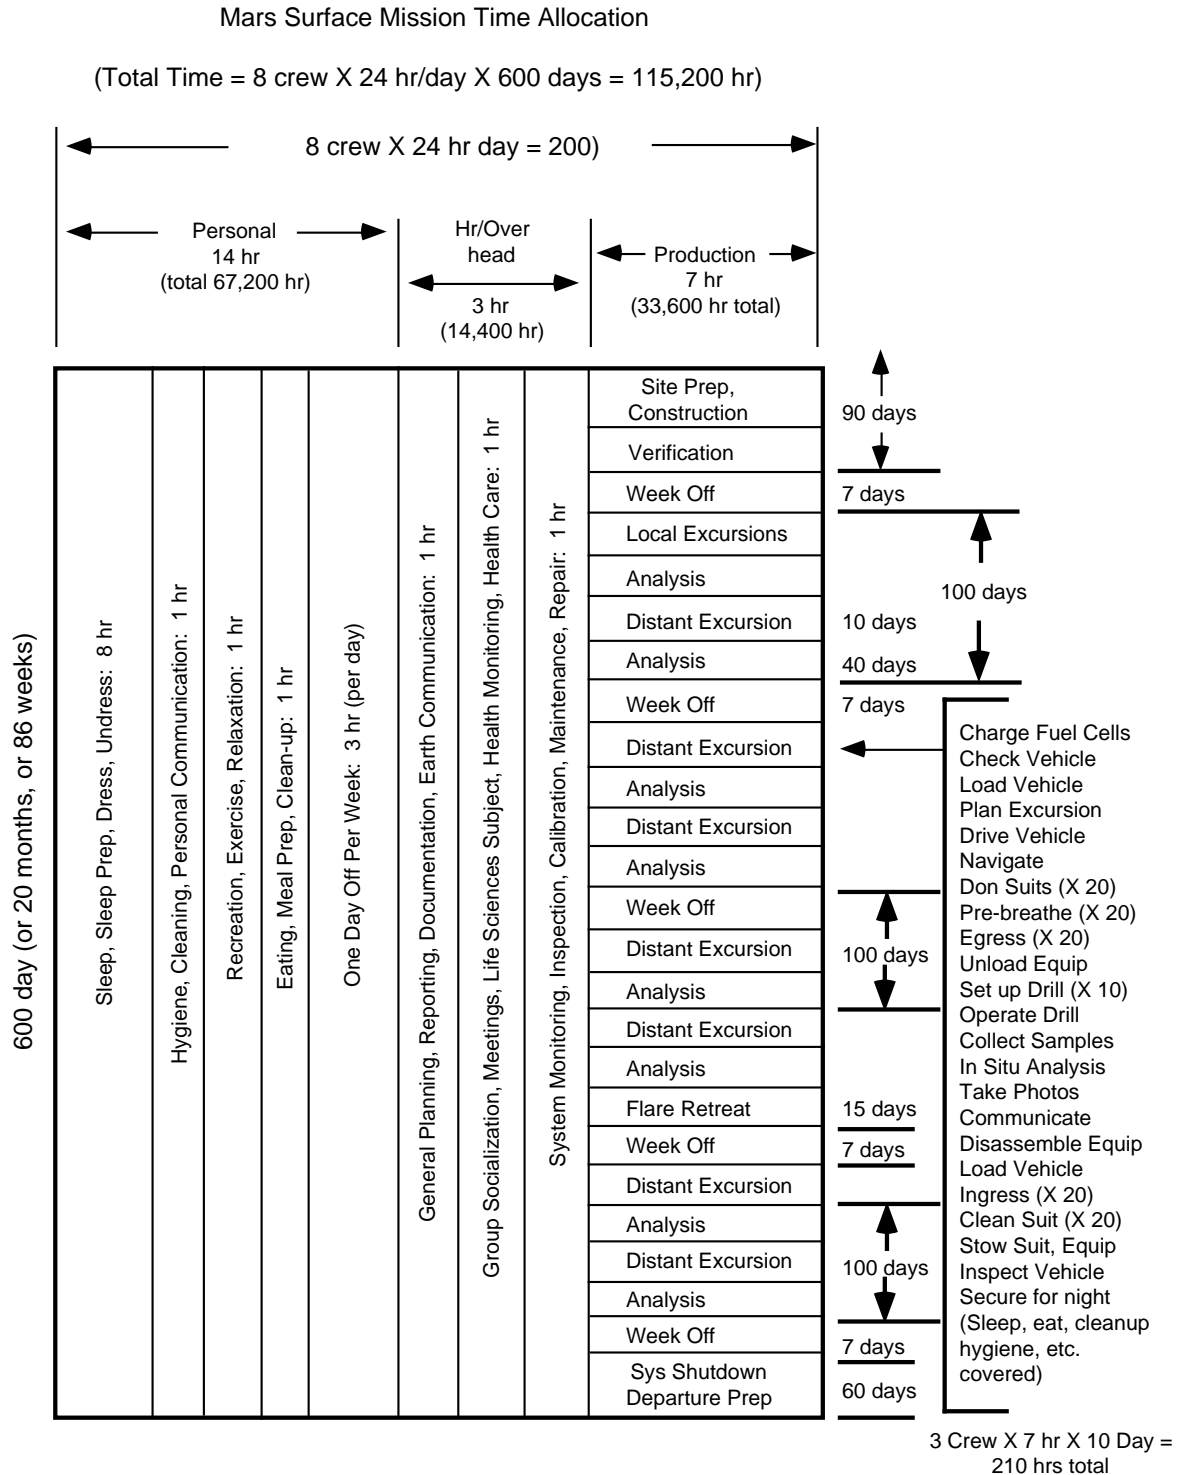 Mars Surface Mission Time Allocation
(Total Time = 8 crew X 24 hr/day X 600 days = 115,200 hr)
8 crew X 24 hr day = 200)
Personal
14 hr
(total 67,200 hr)
Hr/Over
head
3 hr
(14,400 hr)
Production
7 hr
(33,600 hr total)
600 day (or 20 months, or 86 weeks)
Sleep, Sleep Prep, Dress, Undress:  8 hr
Hygiene, Cleaning, Personal Communication:  1 hr
Recreation, Exercise, Relaxation:  1 hr
Eating, Meal Prep, Clean-up:  1 hr
One Day Off Per Week:  3 hr (per day)
General Planning, Reporting, Documentation, Earth Communication:  1 hr
Group Socialization, Meetings, Life Sciences Subject, Health Monitoring, Health Care:  1 hr
System Monitoring, Inspection, Calibration, Maintenance, Repair:  1 hr
Site Prep,
Construction
Verification
Week Off
Local Excursions
Analysis
Distant Excursion
Analysis
Week Off
Distant Excursion
Analysis
Distant Excursion
Analysis
Week Off
Distant Excursion
Analysis
Distant Excursion
Analysis
Flare Retreat
Week Off
Distant Excursion
Analysis
Distant Excursion
Analysis
Week Off
Sys Shutdown
Departure Prep
90 days
7 days
100 days
10 days
40 days
7 days
100 days
15 days
7 days
100 days
7 days
60 days
Charge Fuel Cells
Check Vehicle
Load Vehicle
Plan Excursion
Drive Vehicle
Navigate
Don Suits (X 20)
Pre-breathe (X 20)
Egress (X 20)
Unload Equip
Set up Drill (X 10)
Operate Drill
Collect Samples
In Situ Analysis
Take Photos
Communicate
Disassemble Equip
Load Vehicle
Ingress (X 20)
Clean Suit (X 20)
Stow Suit, Equip
Inspect Vehicle
Secure for night
(Sleep, eat, cleanup
hygiene, etc.
covered)
3 Crew X 7 hr X 10 Day =
210 hrs total